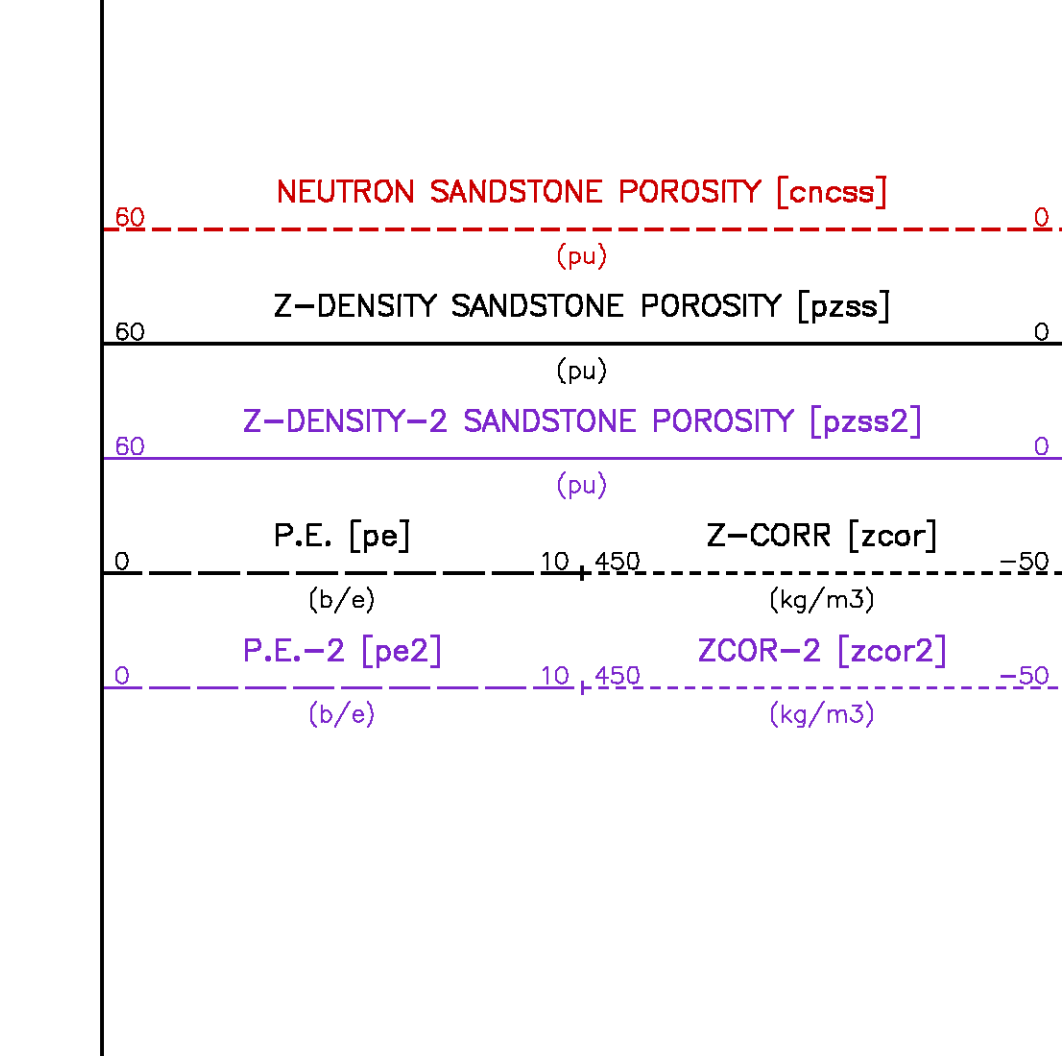 NEUTRON SANDSTONE POROSITY [cncss]
60 0
(pu)
Z-DENSITY SANDSTONE POROSITY [pzss]
60 0
(pu)
Z-DENSITY-2 SANDSTONE POROSITY [pzss2]
60 0
(pu)
P.E. [pe] Z-CORR [zcor]
0 10 450 -50
(b/e) (kg/m3)
P.E.-2 [pe2] ZCOR-2 [zcor2]
0 10 450 -50
(b/e) (kg/m3)